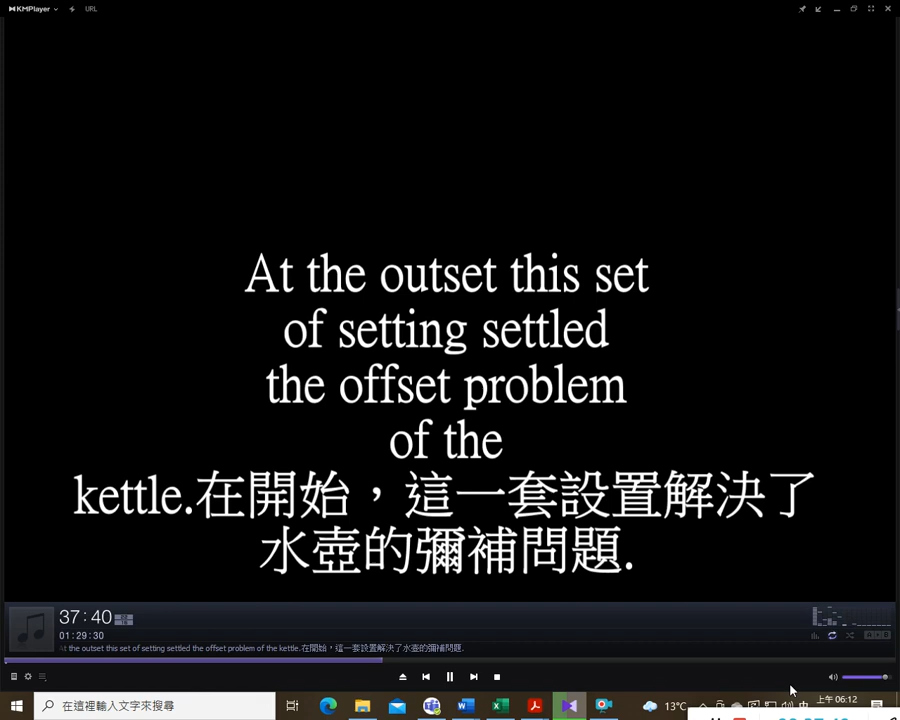 KMPlayer
URL
At the outset this set
of setting settled
the offset problem
of the
kettle.在開始，這一套設置解決了
水壺的彌補問題.
37:40
01:29:30
At the outset this set of setting settled the offset problem of the kettle.在開始，這一套設置解決了水壺的彌補問題.
在這裡輸入文字來搜尋
13°C
中
上午 06:12